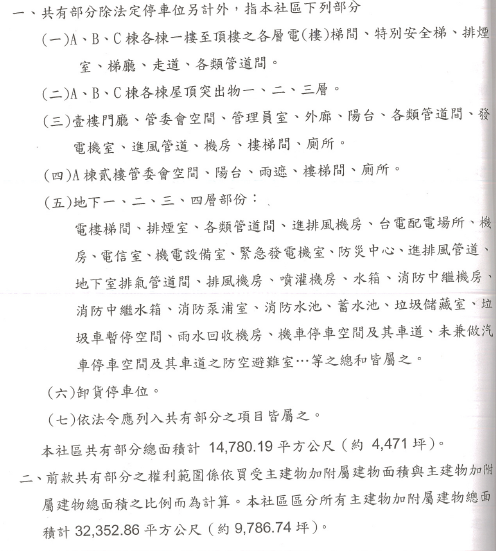 一、共有部分除法定停車位另計外，指本社區下列部分
(一)A、B、C棟各棟一樓至頂樓之各層電(樓)梯間、特別安全梯、排煙
室、梯廳、走道、各類管道間。
(二)A、B、C棟各棟屋頂突出物一、二、三層。
(三)壹樓門廳、管委會空間、管理員室、外廊、陽台、各類管道間、發
電機室、進風管道、機房、樓梯間、廁所。
(四)A棟貳樓管委會空間、陽台、雨遮、樓梯間、廁所。
(五)地下一、二、三、四層部份：
電樓梯間、排煙室、各類管道間、進排風機房、台電配電場所、機
房、電信室、機電設備室、緊急發電機室、防災中心、進排風管道、
地下室排氣管道間、排風機房、噴灌機房、水箱、消防中繼機房、
消防中繼水箱、消防泵浦室、消防水池、蓄水池、垃圾儲藏室、垃
圾車暫停空間、雨水回收機房、機車停車空間及其車道、未兼做汽
車停車空間及其車道之防空避難室…等之總和皆屬之。
(六)卸貨停車位。
(七)依法令應列入共有部分之項目皆屬之。
本社區共有部分總面積計 14,780.19 平方公尺（約 4,471 坪）。
二、前款共有部分之權利範圍係依買受主建物加附屬建物面積與主建物加附
屬建物總面積之比例而為計算。本社區區分所有主建物加附屬建物總面
積計 32,352.86 平方公尺（約 9,786.74 坪）。